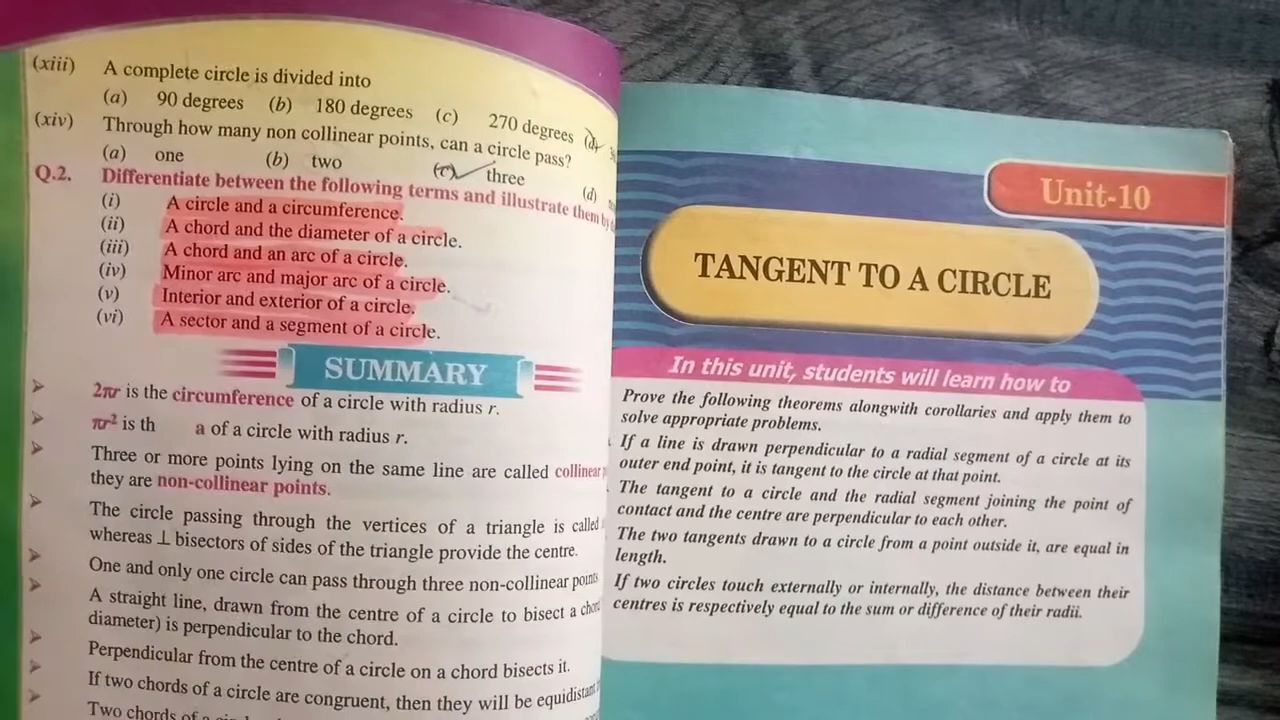 (xiii) A complete circle is divided into
(a) 90 degrees (b) 180 degrees (c) 270 degrees (d)
(xiv) Through how many non collinear points, can a circle pass?
(a) one (b) two (c) three (d)
Q.2. Differentiate between the following terms and illustrate them by
(i) A circle and a circumference.
(ii) A chord and the diameter of a circle.
(iii) A chord and an arc of a circle.
(iv) Minor arc and major arc of a circle.
(v) Interior and exterior of a circle.
(vi) A sector and a segment of a circle.
SUMMARY
➤ 2πr is the circumference of a circle with radius r.
➤ πr² is th a of a circle with radius r.
➤ Three or more points lying on the same line are called collinear
they are non-collinear points.
➤ The circle passing through the vertices of a triangle is called
whereas ⊥ bisectors of sides of the triangle provide the centre.
➤ One and only one circle can pass through three non-collinear points
➤ A straight line, drawn from the centre of a circle to bisect a chord
diameter) is perpendicular to the chord.
➤ Perpendicular from the centre of a circle on a chord bisects it.
➤ If two chords of a circle are congruent, then they will be equidistant
➤ Two chords of a
Unit-10
TANGENT TO A CIRCLE
In this unit, students will learn how to
Prove the following theorems alongwith corollaries and apply them to
solve appropriate problems.
If a line is drawn perpendicular to a radial segment of a circle at its
outer end point, it is tangent to the circle at that point.
The tangent to a circle and the radial segment joining the point of
contact and the centre are perpendicular to each other.
The two tangents drawn to a circle from a point outside it, are equal in
length.
If two circles touch externally or internally, the distance between their
centres is respectively equal to the sum or difference of their radii.